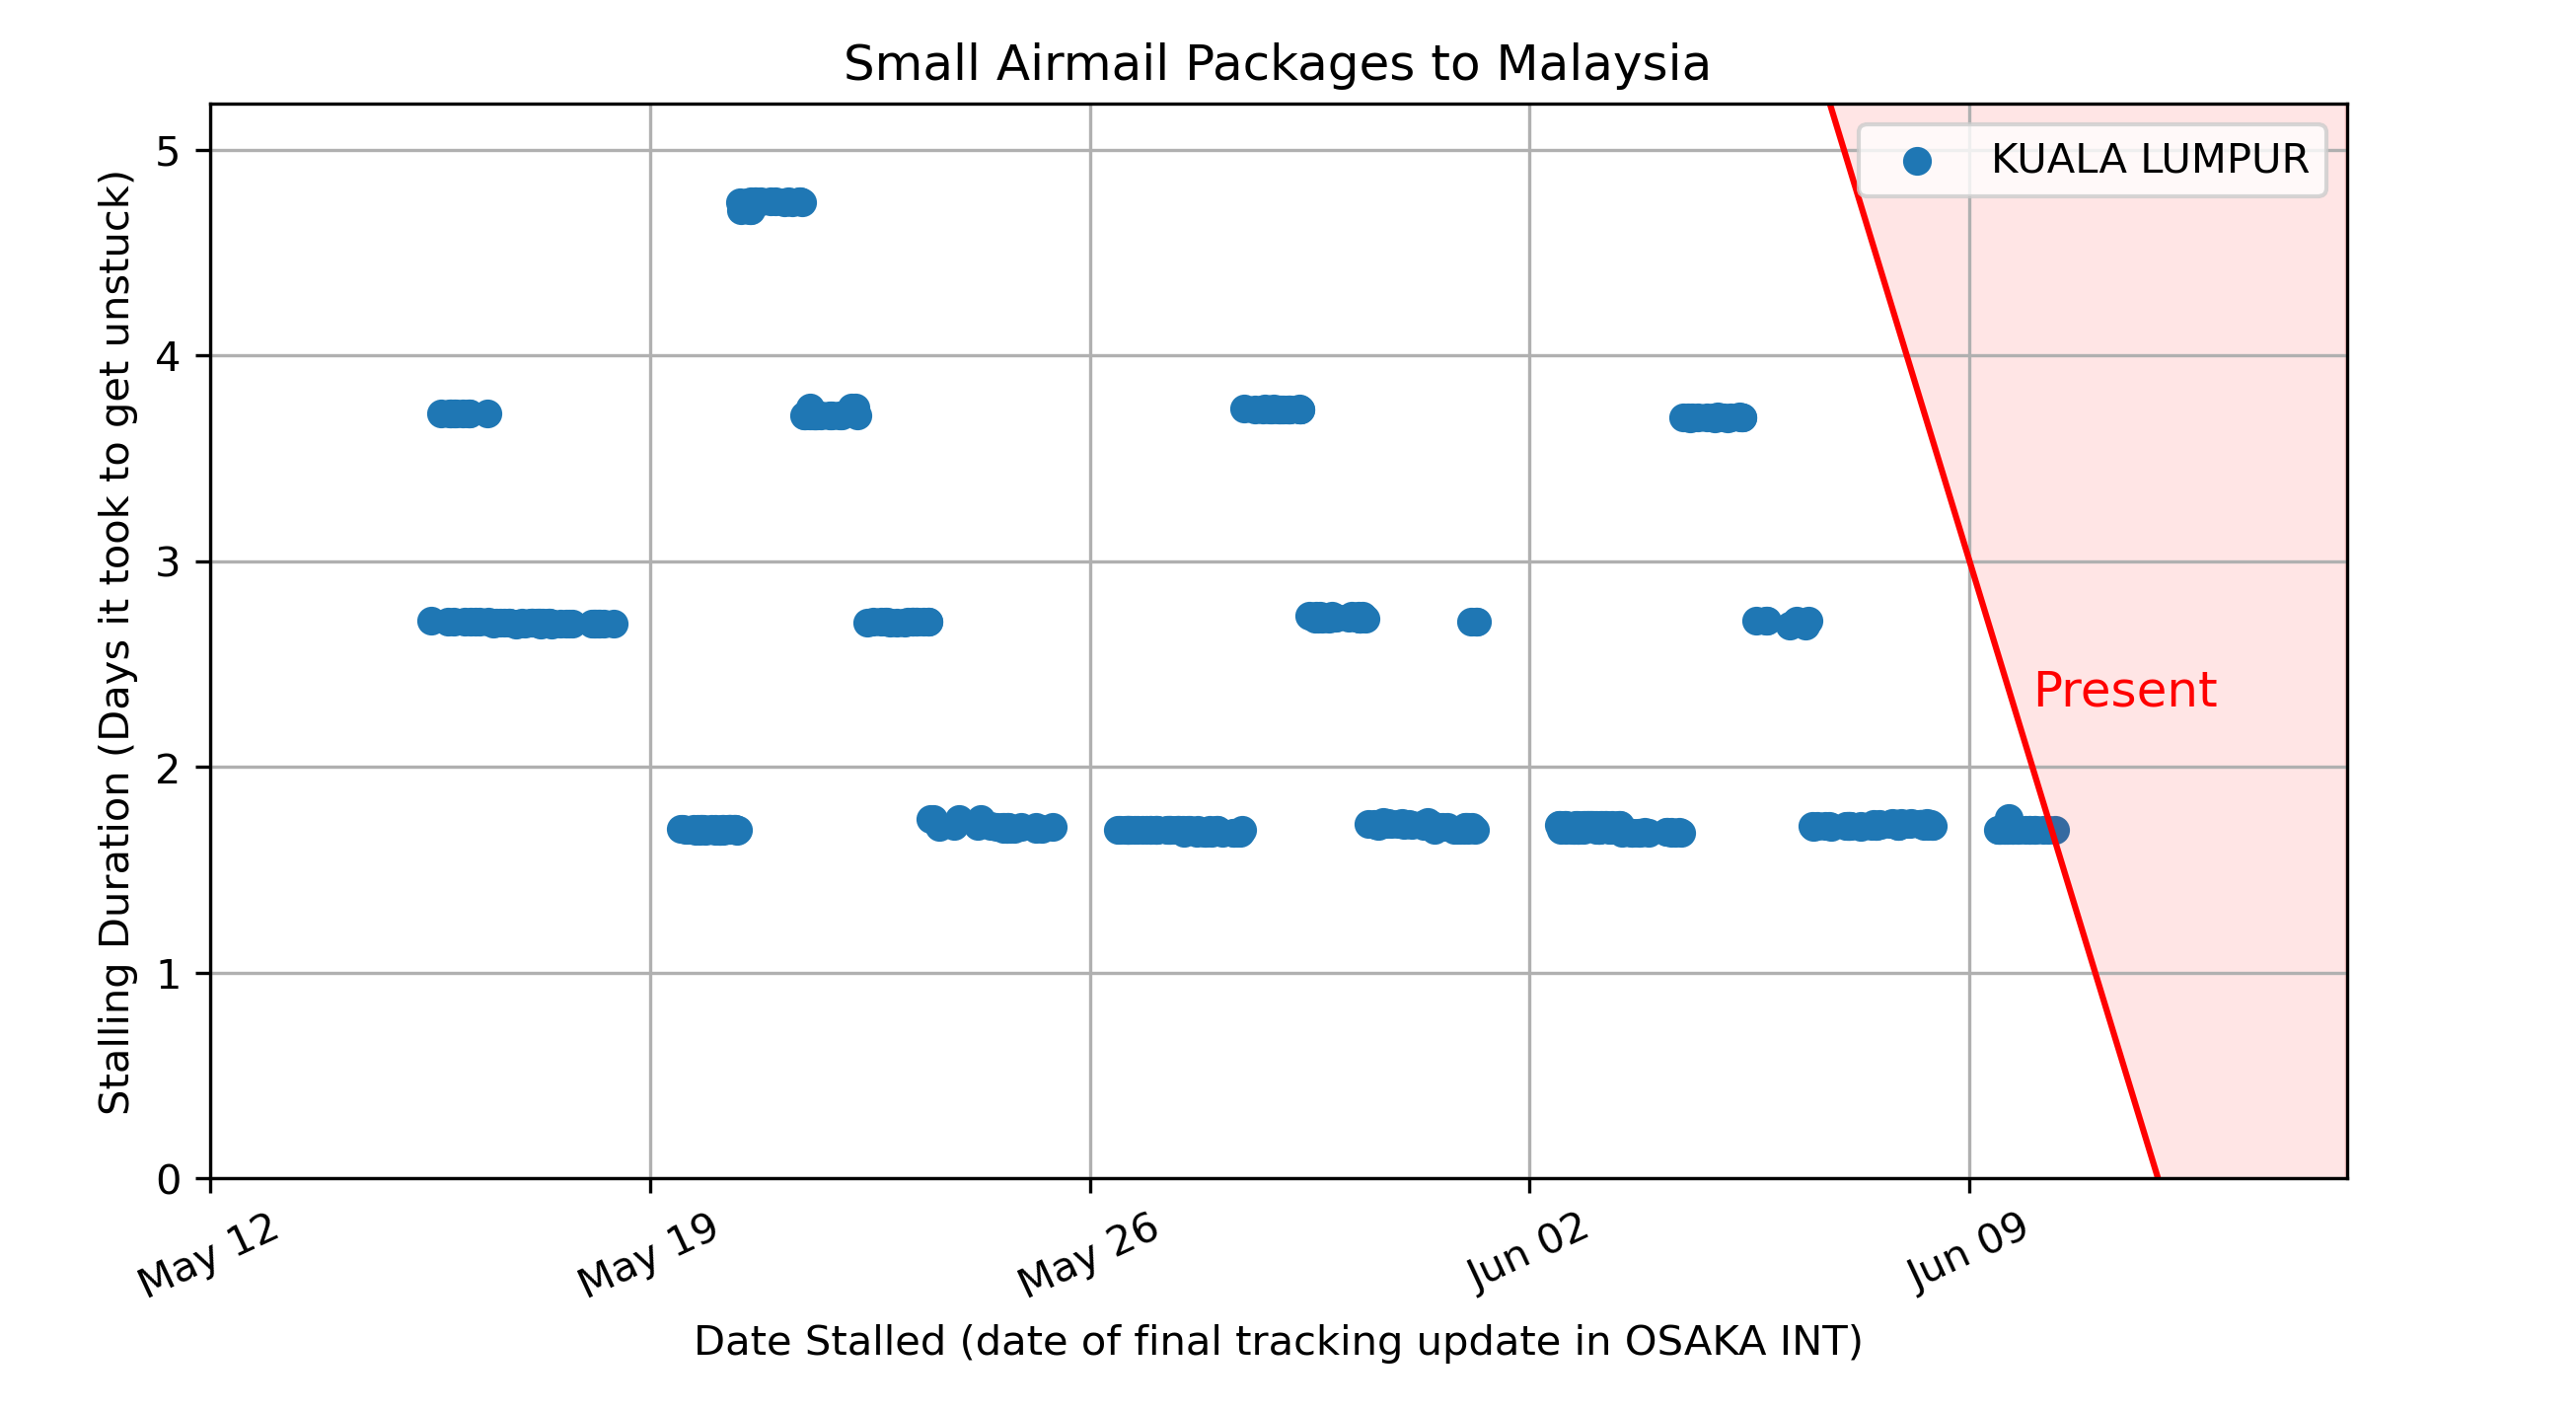 Small Airmail Packages to Malaysia
KUALA LUMPUR
Stalling Duration (Days it took to get unstuck)
5
4
3
2
1
0
Present
May 12
May 19
May 26
Jun 02
Jun 09
Date Stalled (date of final tracking update in OSAKA INT)